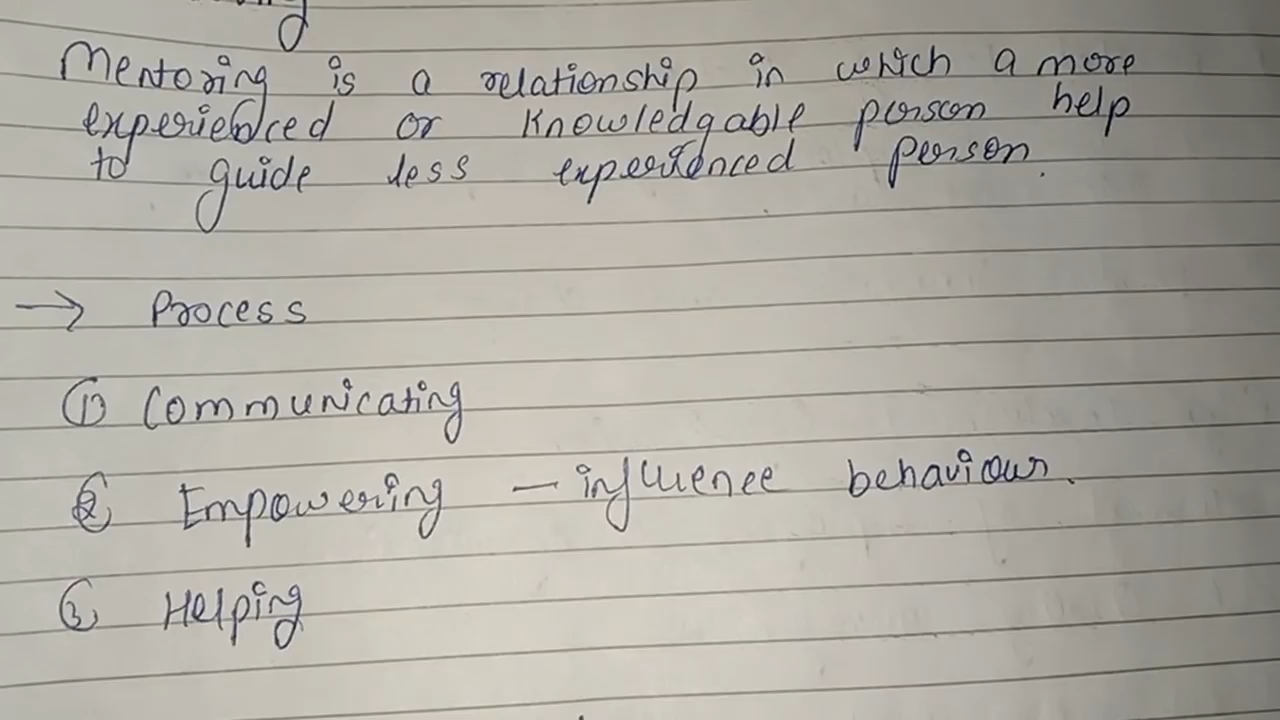 Mentoring is a relationship in which a more
experienced or knowledgable person help
to guide less experienced person.
→ Process
① Communicating
② Empowering – influence behaviour.
③ Helping